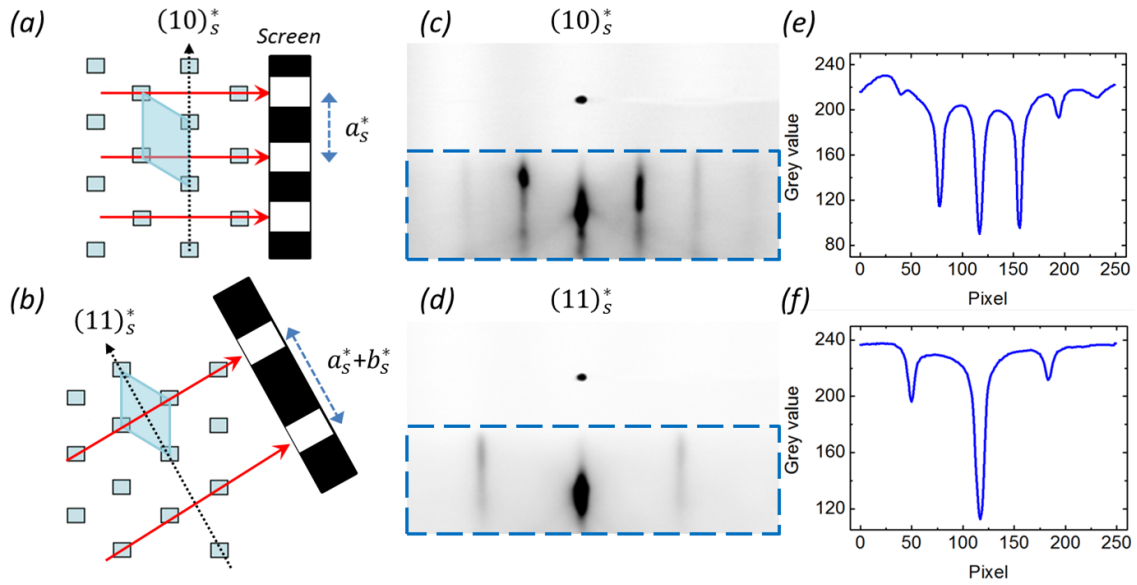 (a)
(10)*s
Screen
a*s
(b)
(11)*s
a*s+b*s
(c)
(10)*s
(d)
(11)*s
(e)
Grey value
240
200
160
120
80
0 50 100 150 200 250
Pixel
(f)
Grey value
240
200
160
120
0 50 100 150 200 250
Pixel